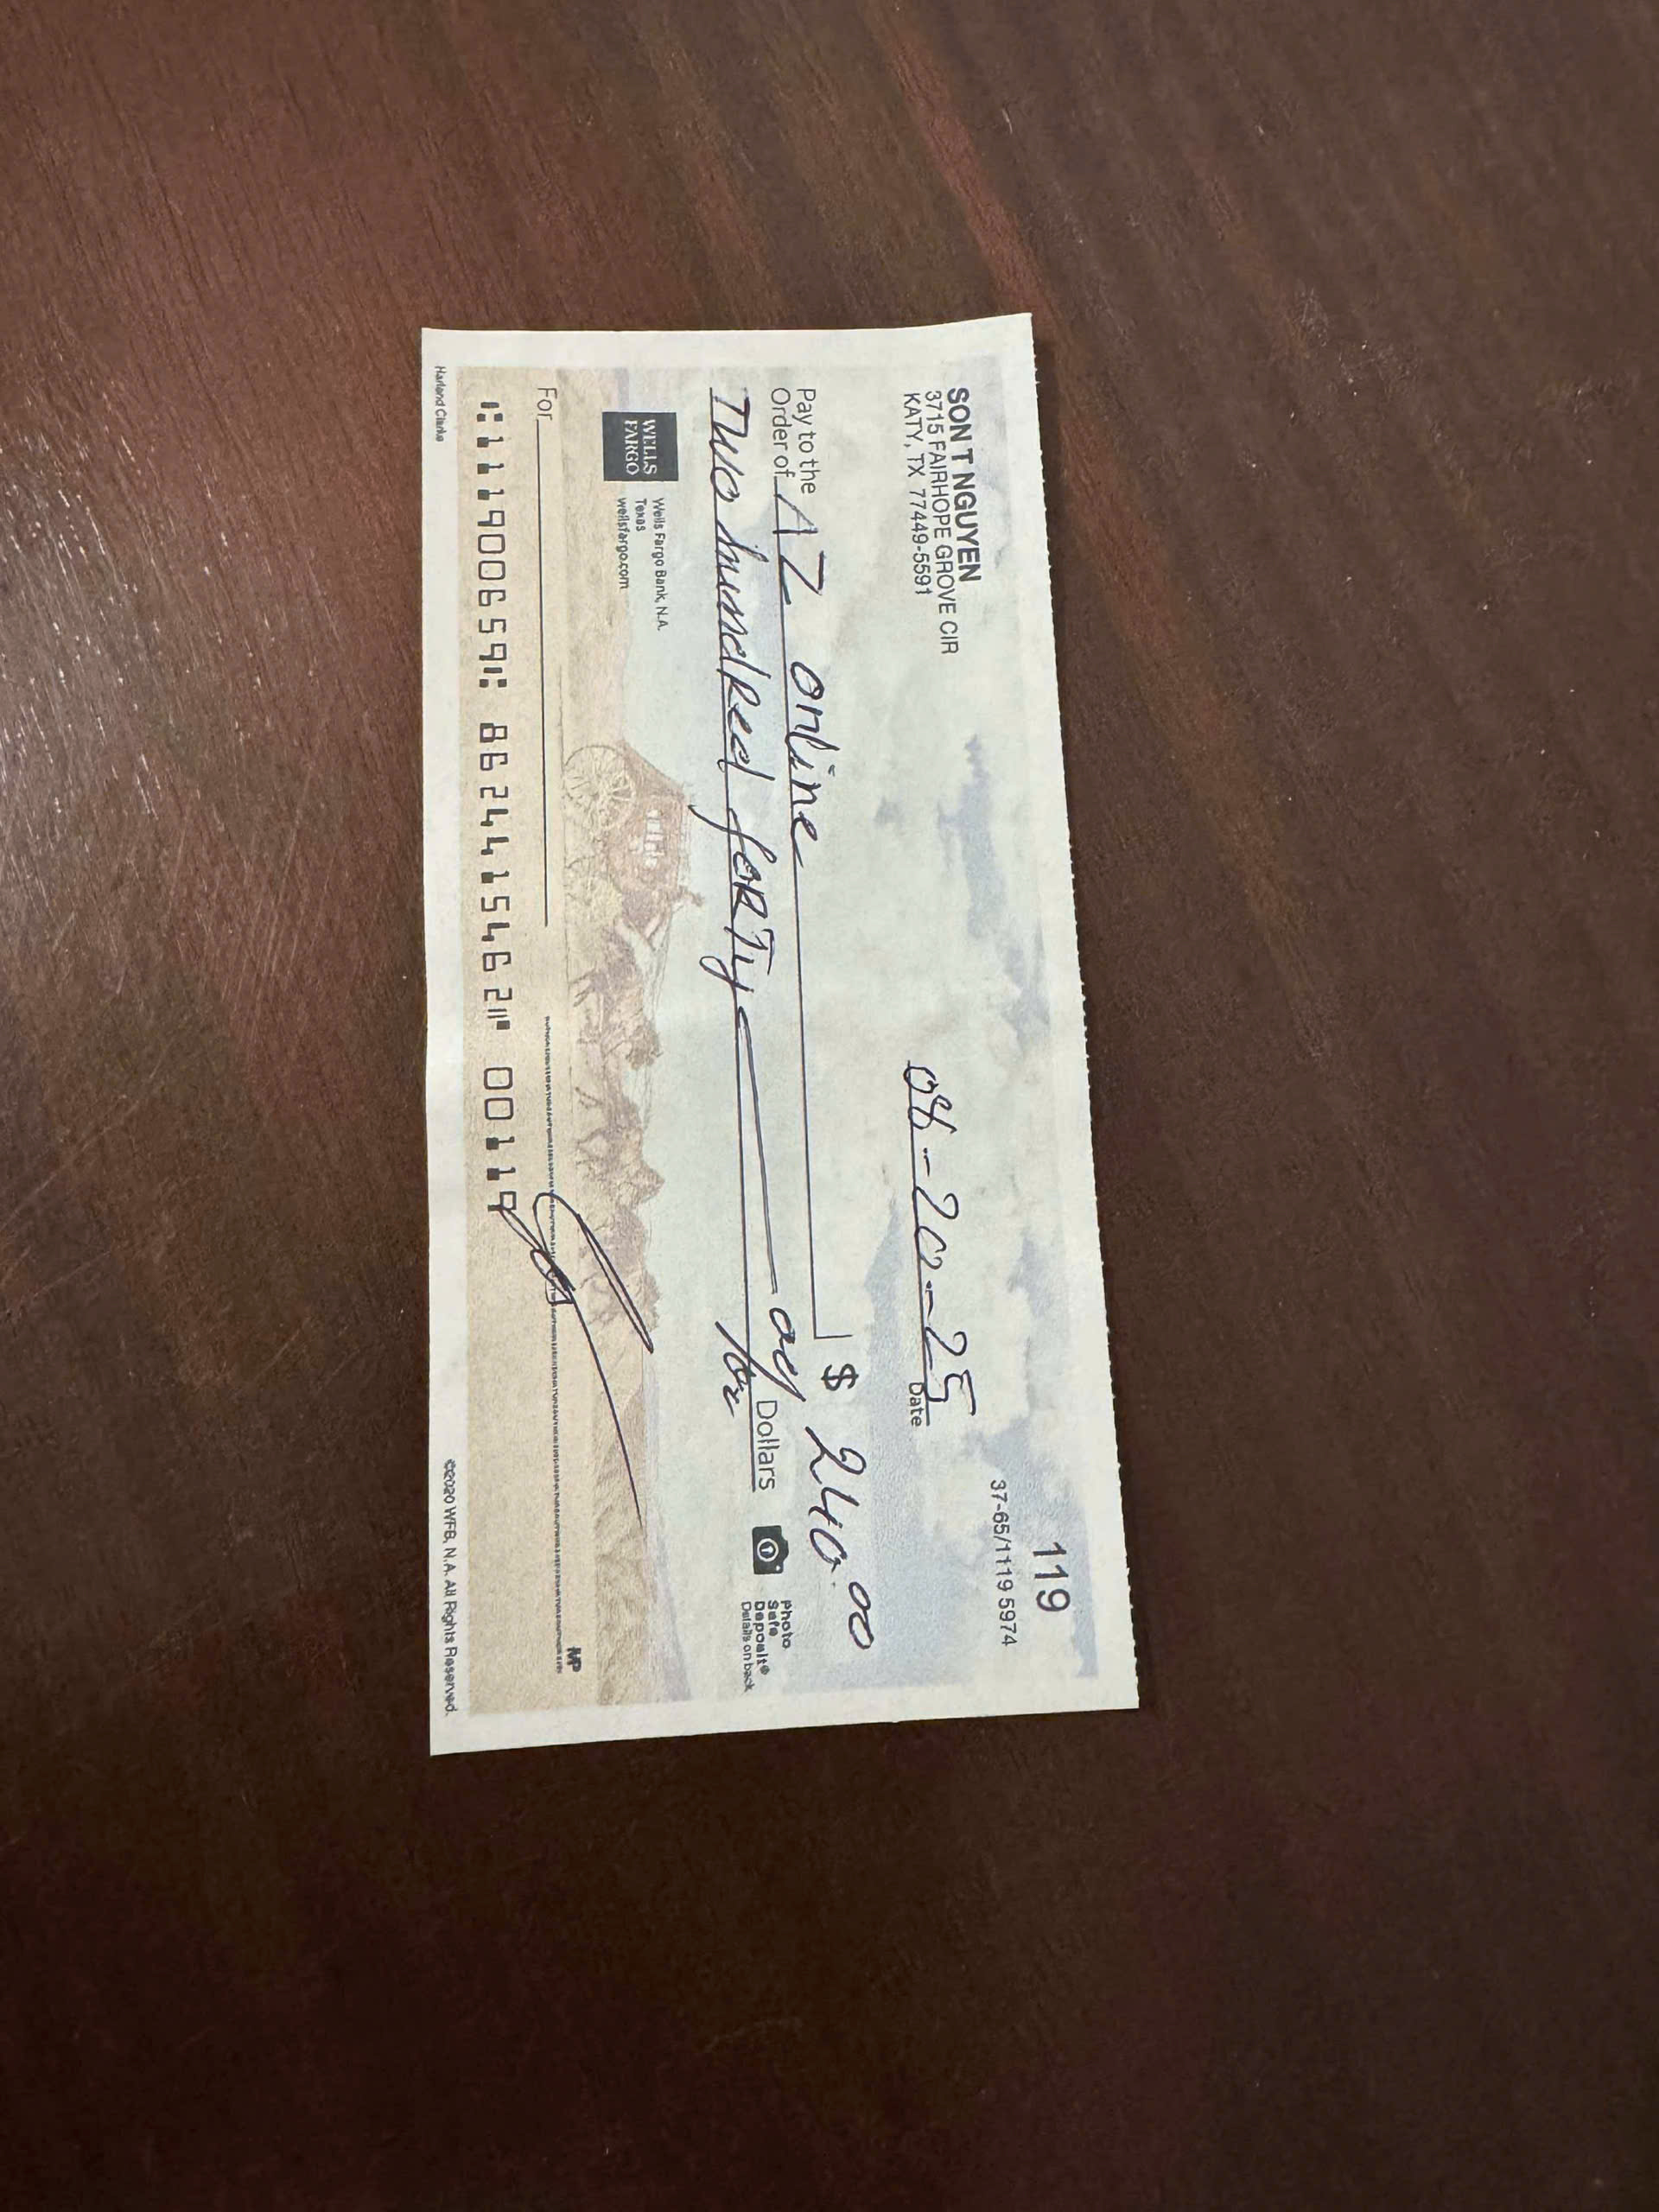 SON T NGUYEN
3715 FAIRHOPE GROVE CIR
KATY, TX 77449-5591
119
37-65/1119 5974
08-20-25
Date
Pay to the
Order of AZ online $ 240.00
Two hundred forty 00/100 Dollars
Photo
Safe
Deposit®
Details on back
WELLS
FARGO
Wells Fargo Bank, N.A.
Texas
wellsfargo.com
For
MP
⑆111900659⑆ 8624415462⑈ 00119
Harland Clarke
©2020 WFB, N.A. All Rights Reserved.